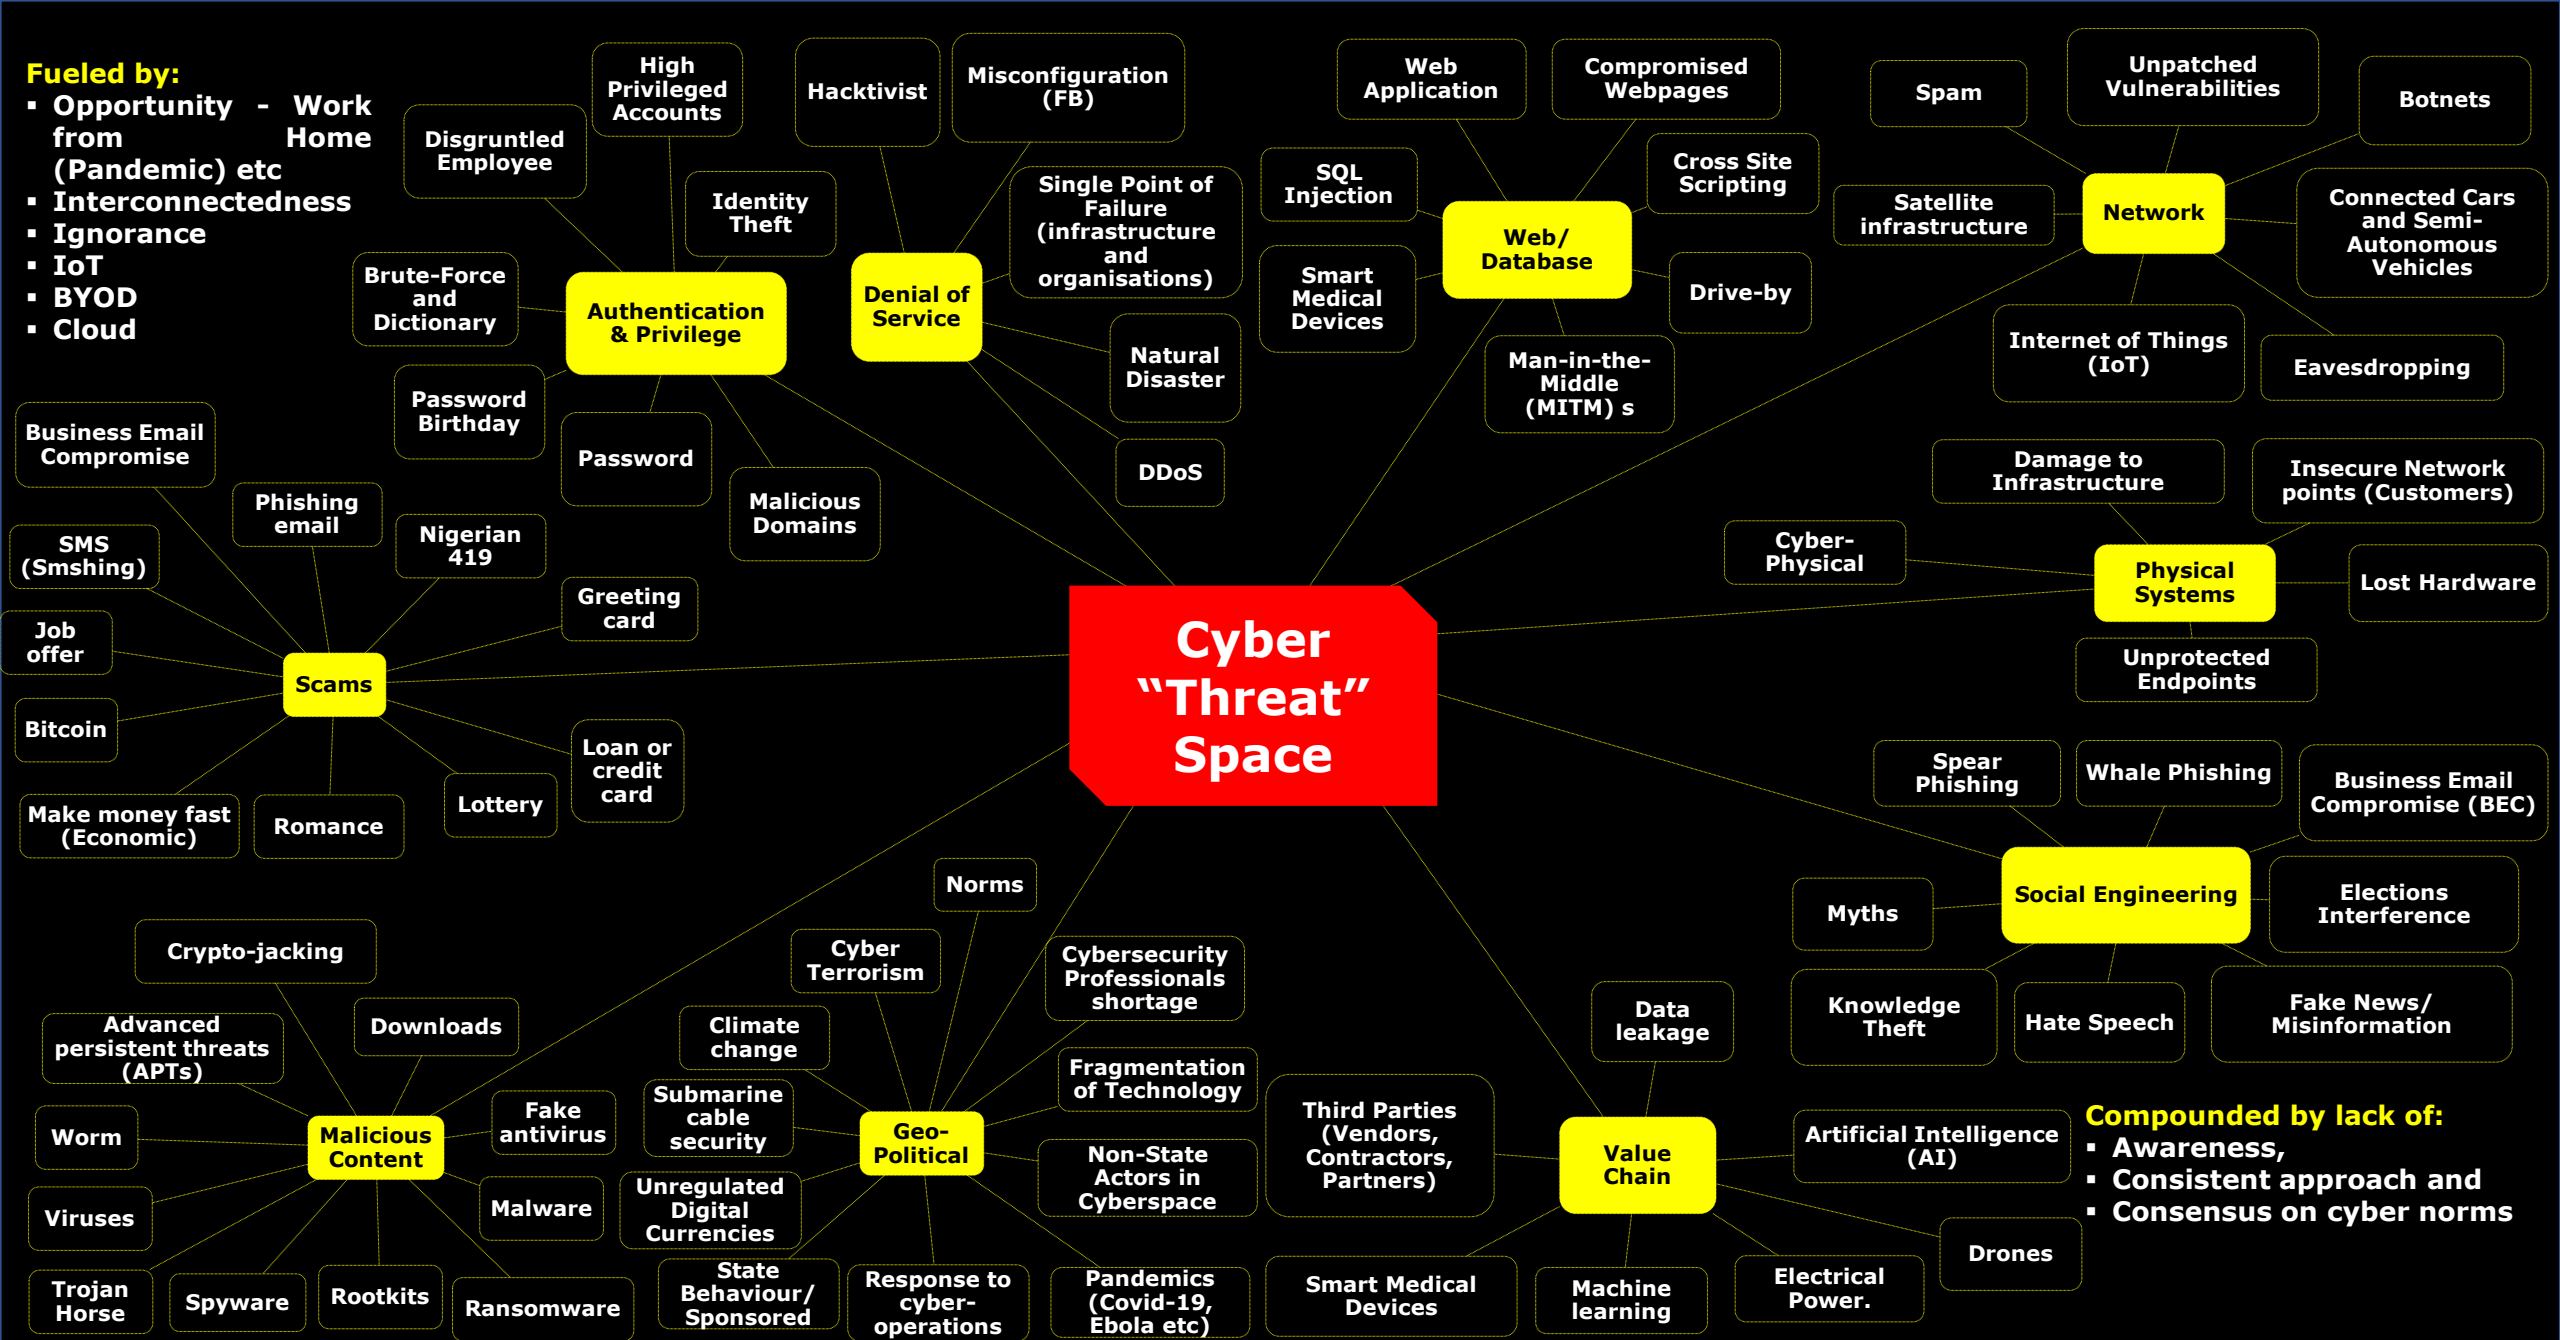 Fueled by:
▪ Opportunity - Work
from Home
(Pandemic) etc
▪ Interconnectedness
▪ Ignorance
▪ IoT
▪ BYOD
▪ Cloud
Authentication
& Privilege
Disgruntled
Employee
High
Privileged
Accounts
Identity
Theft
Brute-Force
and
Dictionary
Password
Birthday
Password
Malicious
Domains
Denial of
Service
Hacktivist
Misconfiguration
(FB)
Single Point of
Failure
(infrastructure
and
organisations)
Natural
Disaster
DDoS
Web/
Database
Web
Application
Compromised
Webpages
SQL
Injection
Cross Site
Scripting
Smart
Medical
Devices
Drive-by
Man-in-the-
Middle
(MITM) s
Network
Spam
Unpatched
Vulnerabilities
Botnets
Satellite
infrastructure
Connected Cars
and Semi-
Autonomous
Vehicles
Internet of Things
(IoT)
Eavesdropping
Scams
Business Email
Compromise
Phishing
email
Nigerian
419
SMS
(Smshing)
Greeting
card
Job
offer
Bitcoin
Loan or
credit
card
Make money fast
(Economic)
Romance
Lottery
Cyber
“Threat”
Space
Physical
Systems
Damage to
Infrastructure
Insecure Network
points (Customers)
Cyber-
Physical
Lost Hardware
Unprotected
Endpoints
Social Engineering
Spear
Phishing
Whale Phishing
Business Email
Compromise (BEC)
Myths
Elections
Interference
Knowledge
Theft
Hate Speech
Fake News/
Misinformation
Malicious
Content
Crypto-jacking
Advanced
persistent threats
(APTs)
Downloads
Worm
Fake
antivirus
Viruses
Malware
Trojan
Horse
Spyware
Rootkits
Ransomware
Geo-
Political
Norms
Cyber
Terrorism
Cybersecurity
Professionals
shortage
Climate
change
Fragmentation
of Technology
Submarine
cable
security
Non-State
Actors in
Cyberspace
Unregulated
Digital
Currencies
State
Behaviour/
Sponsored
Response to
cyber-
operations
Pandemics
(Covid-19,
Ebola etc)
Value
Chain
Data
leakage
Third Parties
(Vendors,
Contractors,
Partners)
Artificial Intelligence
(AI)
Smart Medical
Devices
Machine
learning
Electrical
Power.
Drones
Compounded by lack of:
▪ Awareness,
▪ Consistent approach and
▪ Consensus on cyber norms